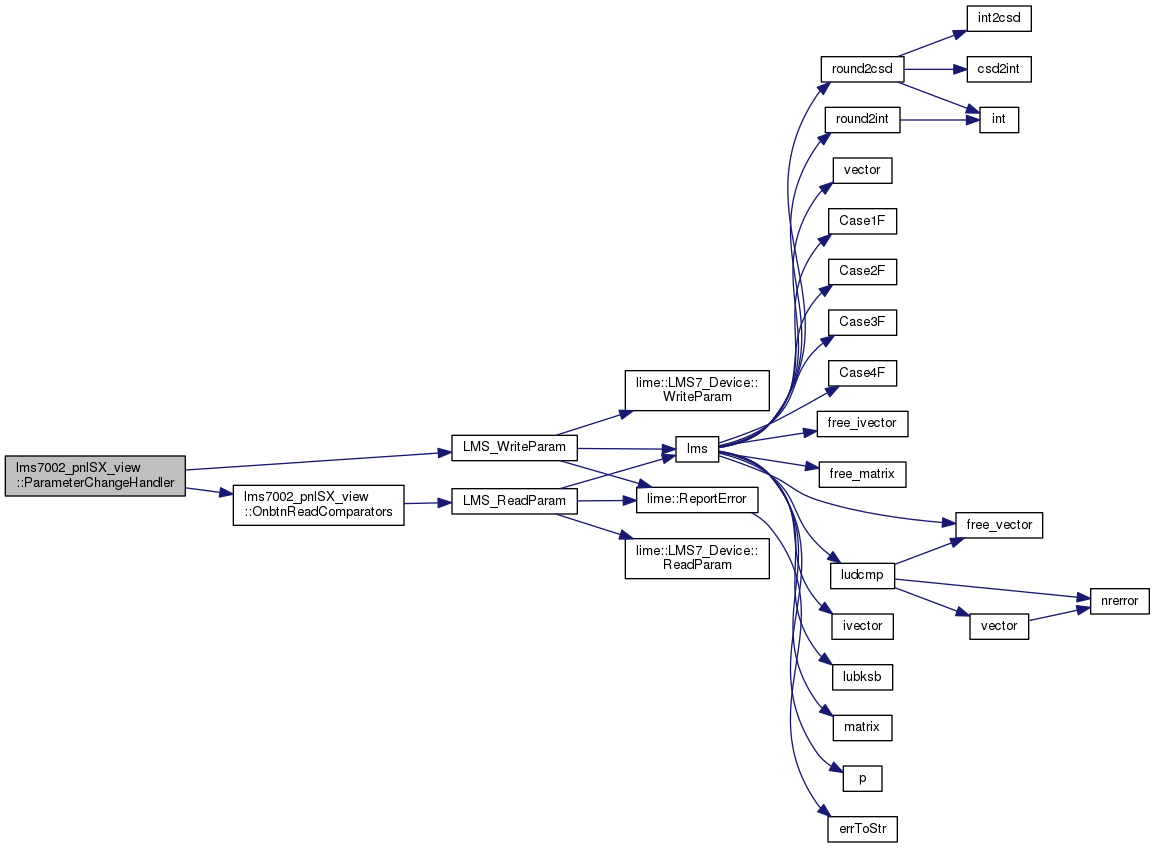 int2csd
round2csd
csd2int
round2int
int
vector
Case1F
Case2F
Case3F
Case4F
lime::LMS7_Device::
WriteParam
free_ivector
LMS_WriteParam
lms
lms7002_pnlSX_view
::ParameterChangeHandler
free_matrix
lms7002_pnlSX_view
::OnbtnReadComparators
LMS_ReadParam
lime::ReportError
free_vector
lime::LMS7_Device::
ReadParam
ludcmp
nrerror
ivector
vector
lubksb
matrix
p
errToStr